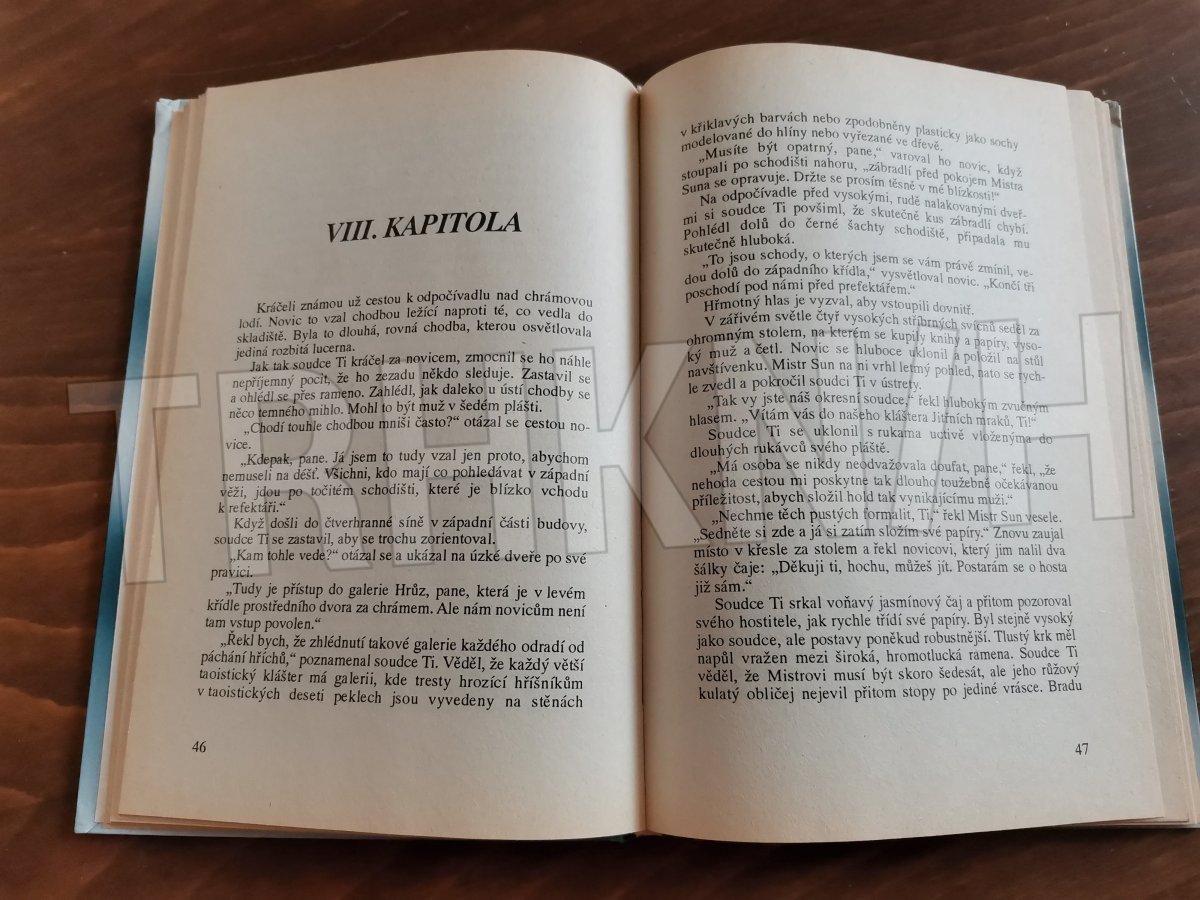 VIII. KAPITOLA
Kráčeli známou už cestou k odpočívadlu nad chrámovou
lodí. Novic to vzal chodbou ležící naproti té, co vedla do
skladiště. Byla to dlouhá, rovná chodba, kterou osvětlovala
jediná rozbitá lucerna.
Jak tak soudce Ti kráčel za novicem, zmocnil se ho náhle
nepříjemný pocit, že ho zezadu někdo sleduje. Zastavil se
a ohlédl se přes rameno. Zahlédl, jak daleko u ústí chodby se
něco temného mihlo. Mohl to být muž v šedém plášti.
„Chodí touhle chodbou mniši často?“ otázal se cestou no-
vice.
„Kdepak, pane. Já jsem to tudy vzal jen proto, abychom
nemuseli na déšť. Všichni, kdo mají co pohledávat v západní
věži, jdou po točitém schodišti, které je blízko vchodu
k refektáři.“
Když došli do čtverhranné síně v západní části budovy,
soudce Ti se zastavil, aby se trochu zorientoval.
„Kam tohle vede?“ otázal se a ukázal na úzké dveře po své
pravici.
„Tudy je přístup do galerie Hrůz, pane, která je v levém
křídle prostředního dvora za chrámem. Ale nám novicům není
tam vstup povolen.“
„Řekl bych, že zhlédnutí takové galerie každého odradí od
páchání hříchů,“ poznamenal soudce Ti. Věděl, že každý větší
taoistický klášter má galerii, kde tresty hrozící hříšníkům
v taoistických deseti peklech jsou vyvedeny na stěnách
46
v křiklavých barvách nebo zpodobněny plasticky jako sochy
modelované do hlíny nebo vyřezané ve dřevě.
„Musíte být opatrný, pane,“ varoval ho novic, když
stoupali po schodišti nahoru, „zábradlí před pokojem Mistra
Suna se opravuje. Držte se prosím těsně v mé blízkosti!“
Na odpočívadle před vysokými, rudě nalakovanými dveř-
mi si soudce Ti povšiml, že skutečně kus zábradlí chybí.
Pohlédl dolů do černé šachty schodiště, připadala mu
skutečně hluboká.
„To jsou schody, o kterých jsem se vám právě zmínil, ve-
dou dolů do západního křídla,“ vysvětloval novic. „Končí tři
poschodí pod námi před prefektářem.“
Hřmotný hlas je vyzval, aby vstoupili dovnitř.
V zářivém světle čtyř vysokých stříbrných svícnů seděl za
ohromným stolem, na kterém se kupily knihy a papíry, vyso-
ký muž a četl. Novic se hluboce uklonil a položil na stůl
navštívenku. Mistr Sun na ni vrhl letmý pohled, nato se rych-
le zvedl a pokročil soudci Ti v ústrety.
„Tak vy jste náš okresní soudce,“ řekl hlubokým zvučným
hlasem. „Vítám vás do našeho kláštera Jitřních mraků, Ti!“
Soudce Ti se uklonil s rukama uctivě vloženýma do
dlouhých rukávců svého pláště.
„Má osoba se nikdy neodvažovala doufat, pane,“ řekl, „že
nehoda cestou mi poskytne tak dlouho toužebně očekávanou
příležitost, abych složil hold tak vynikajícímu muži.“
„Nechme těch pustých formalit, Ti,“ řekl Mistr Sun vesele.
„Sedněte si zde a já si zatím složím své papíry.“ Znovu zaujal
místo v křesle za stolem a řekl novicovi, který jim nalil dva
šálky čaje: „Děkuji ti, hochu, můžeš jít. Postarám se o hosta
již sám.“
Soudce Ti srkal voňavý jasmínový čaj a přitom pozoroval
svého hostitele, jak rychle třídí své papíry. Byl stejně vysoký
jako soudce, ale postavy poněkud robustnější. Tlustý krk měl
napůl vražen mezi široká, hromotlucká ramena. Soudce Ti
věděl, že Mistrovi musí být skoro šedesát, ale jeho růžový
kulatý obličej nejevil přitom stopy po jediné vrásce. Bradu
47
TRHKNIH